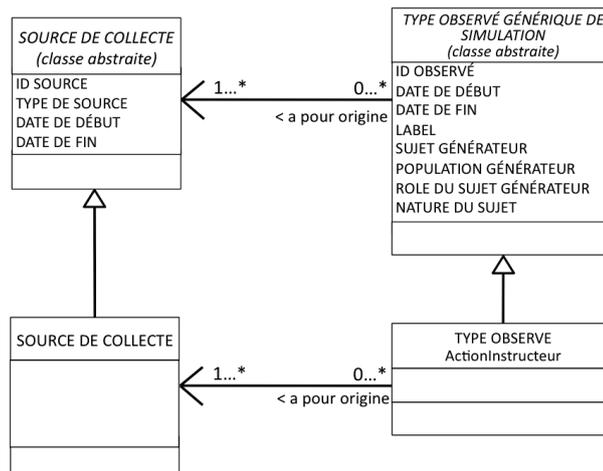 SOURCE DE COLLECTE
(classe abstraite)
ID SOURCE
TYPE DE SOURCE
DATE DE DÉBUT
DATE DE FIN
1...*
0...*
< a pour origine
TYPE OBSERVÉ GÉNÉRIQUE DE
SIMULATION
(classe abstraite)
ID OBSERVÉ
DATE DE DÉBUT
DATE DE FIN
LABEL
SUJET GÉNÉRATEUR
POPULATION GÉNÉRATEUR
ROLE DU SUJET GÉNÉRATEUR
NATURE DU SUJET
SOURCE DE COLLECTE
1...*
0...*
< a pour origine
TYPE OBSERVE
ActionInstructeur